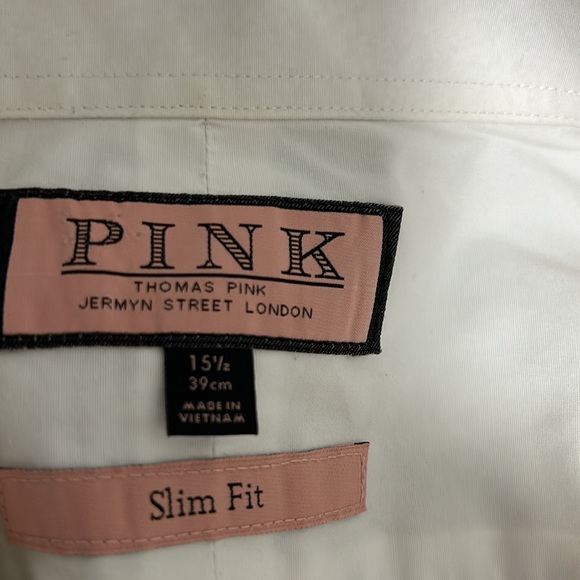 PINK
THOMAS PINK
JERMYN STREET LONDON
15½
39cm
MADE IN
VIETNAM
Slim Fit